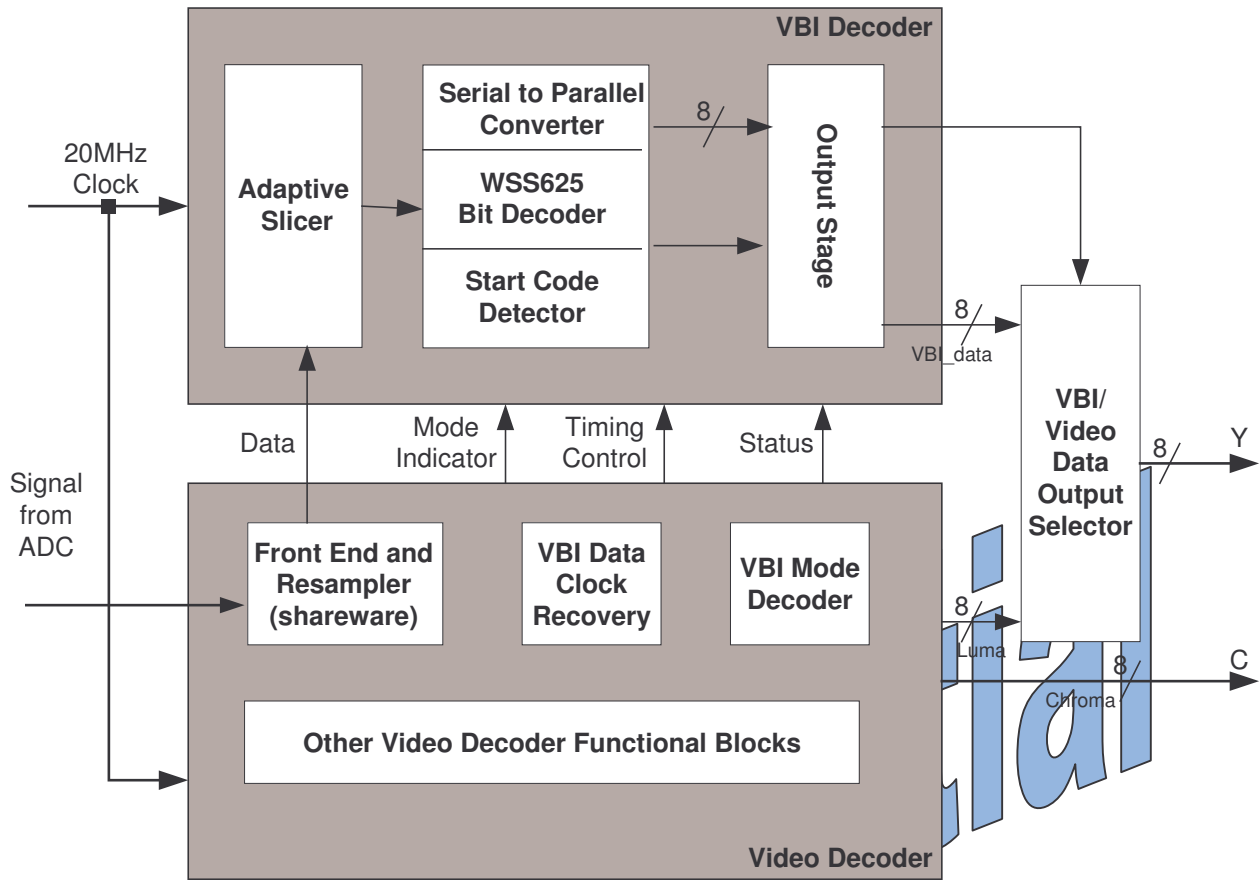 VBI Decoder
Serial to Parallel
Converter
8
20MHz
Clock
Adaptive
Slicer
WSS625
Bit Decoder
Output Stage
Start Code
Detector
8
VBI_data
Data
Mode
Indicator
Timing
Control
Status
VBI/
Video
Data
Output
Selector
8
Y
Signal
from
ADC
Front End and
Resampler
(shareware)
VBI Data
Clock
Recovery
VBI Mode
Decoder
8
Luma
8
C
Chroma
Other Video Decoder Functional Blocks
Video Decoder